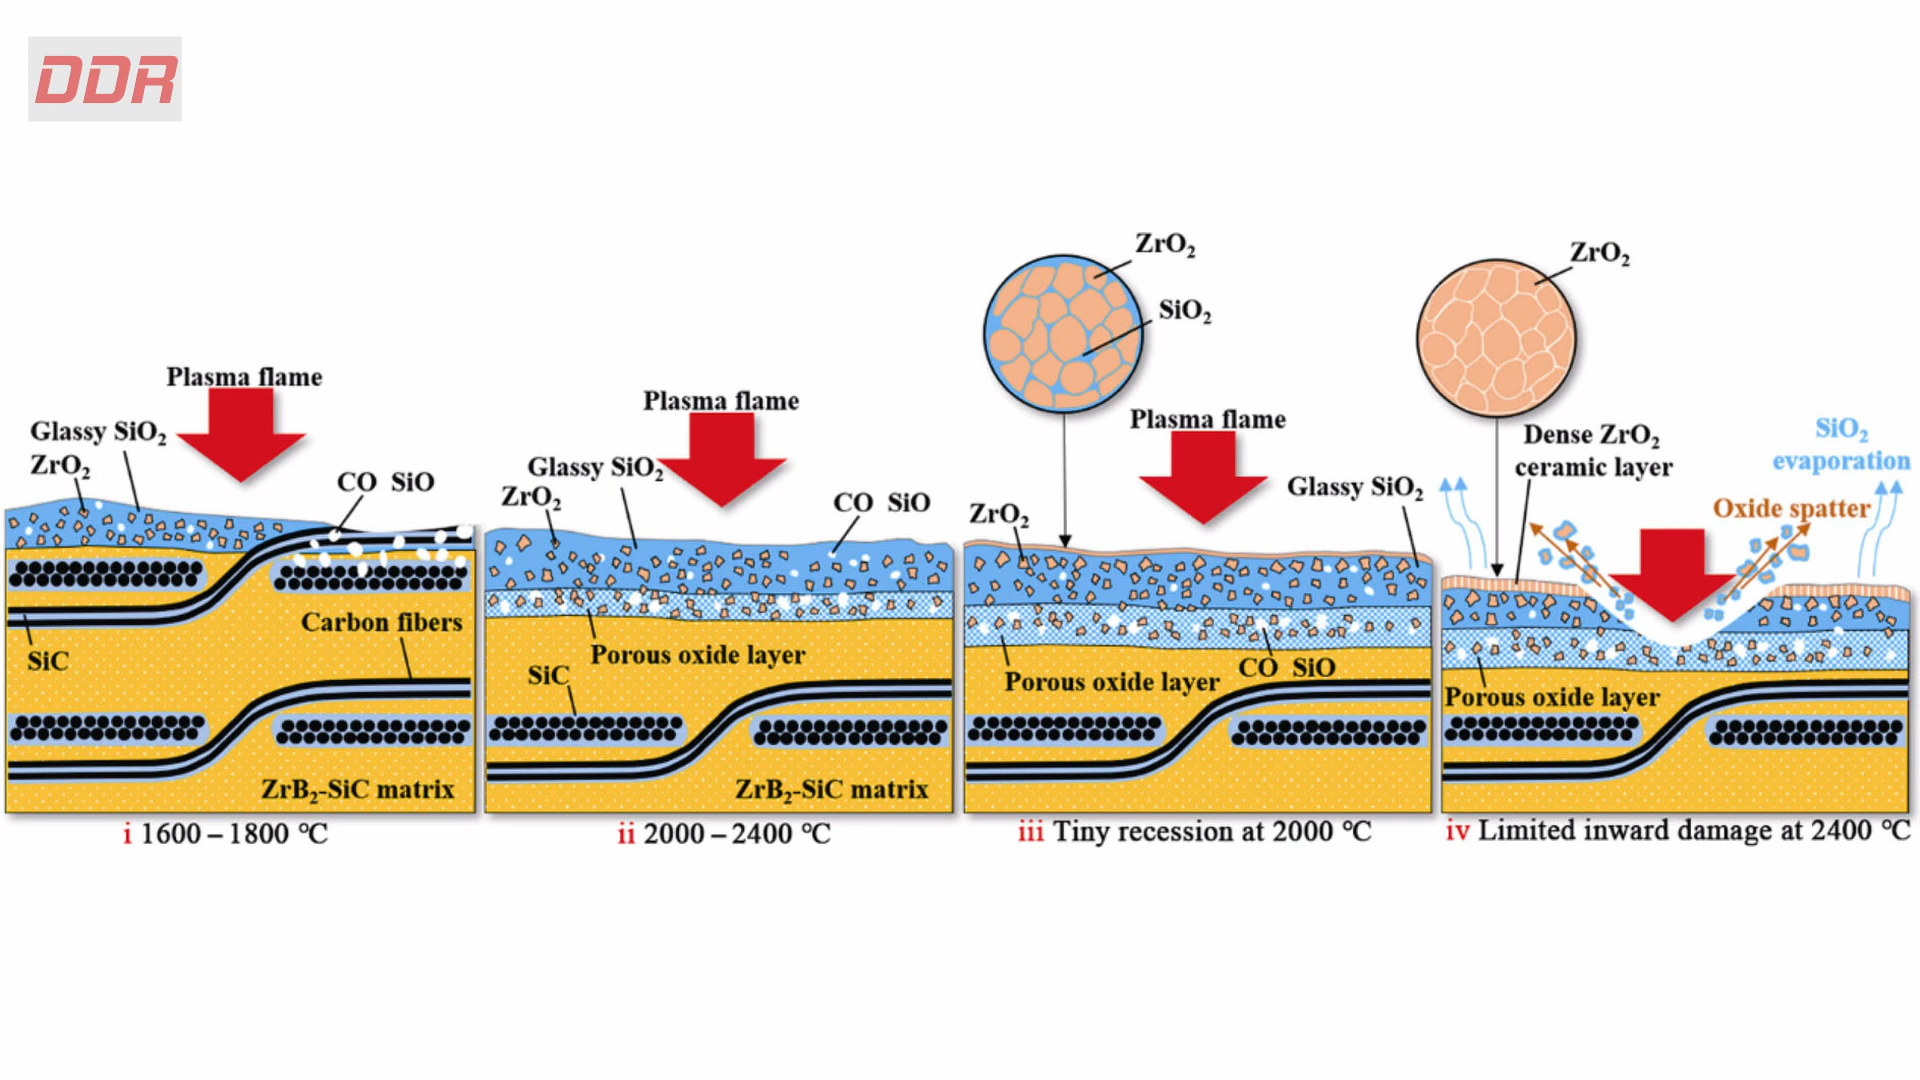 DDR
Plasma flame
Glassy SiO₂
ZrO₂
CO SiO
SiC
Carbon fibers
ZrB₂-SiC matrix
i 1600 – 1800 ℃
Plasma flame
Glassy SiO₂
ZrO₂
CO SiO
Porous oxide layer
SiC
ZrB₂-SiC matrix
ii 2000 – 2400 ℃
ZrO₂
SiO₂
Plasma flame
Glassy SiO₂
ZrO₂
CO SiO
Porous oxide layer
iii Tiny recession at 2000 ℃
ZrO₂
Dense ZrO₂
ceramic layer
SiO₂
evaporation
Oxide spatter
Porous oxide layer
iv Limited inward damage at 2400 ℃